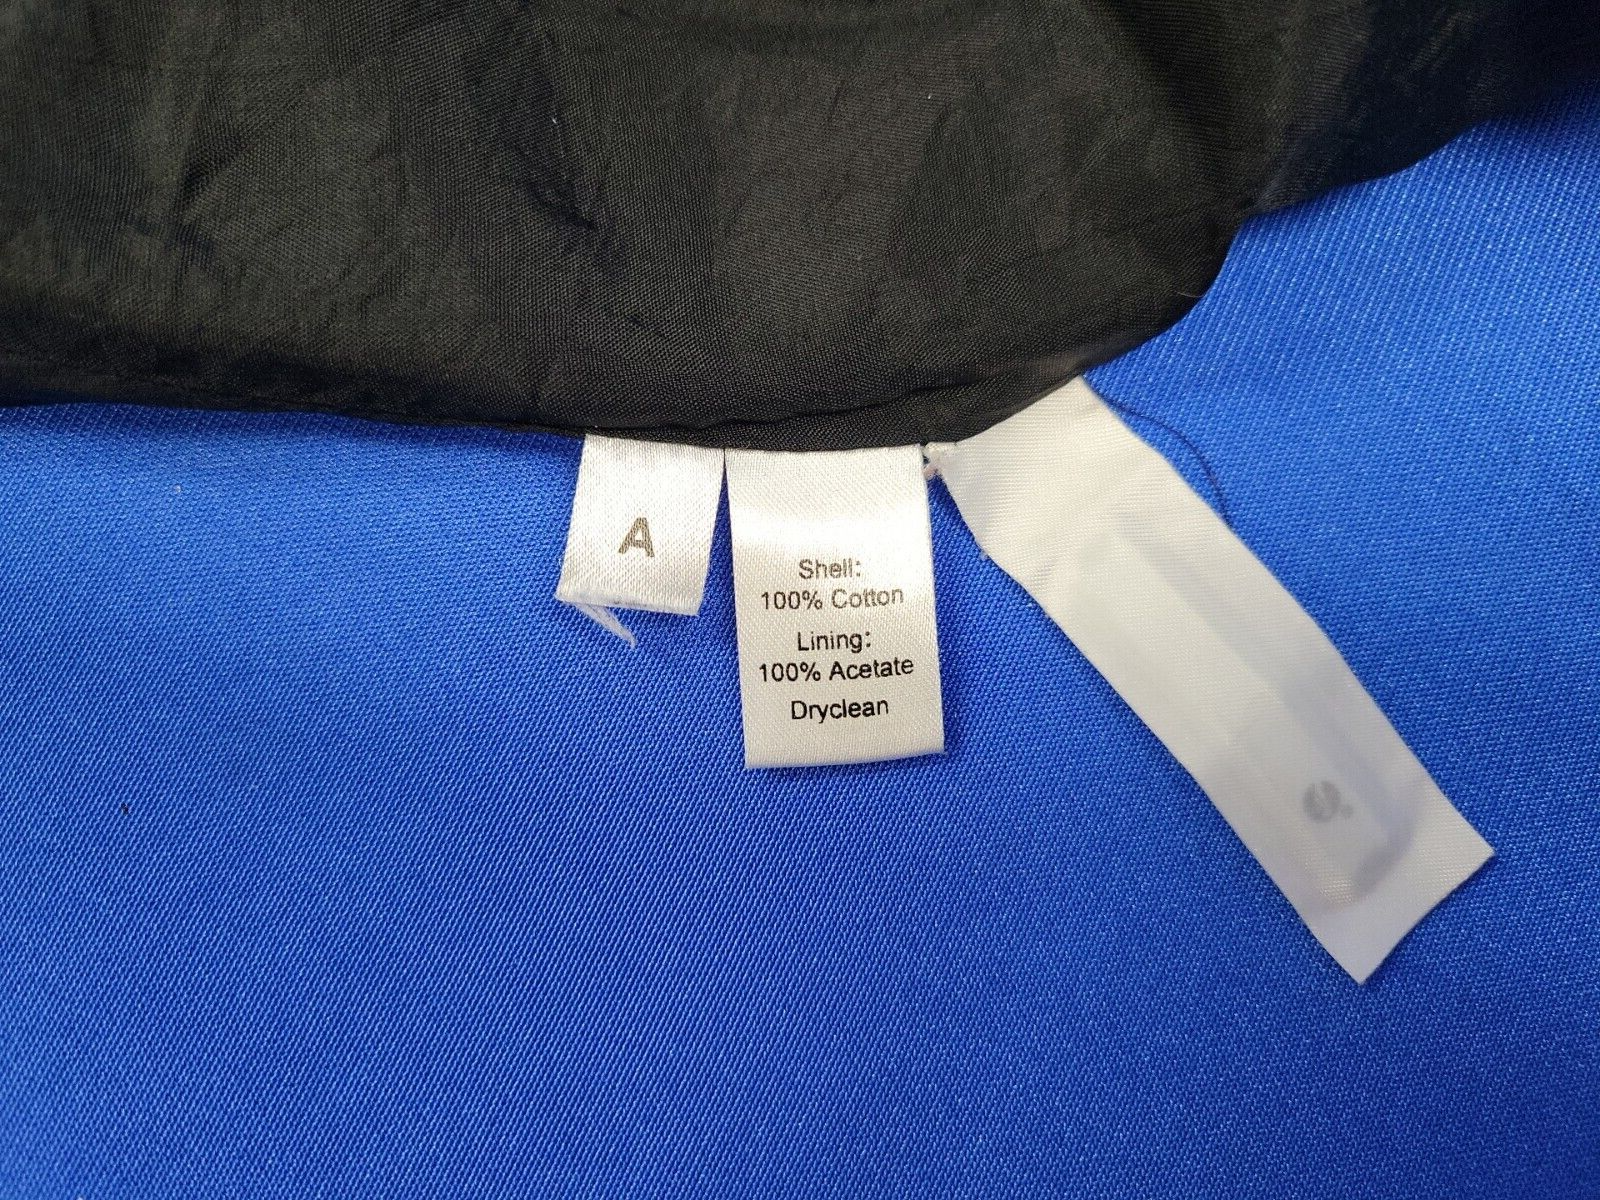 A
Shell:
100% Cotton
Lining:
100% Acetate
Dryclean